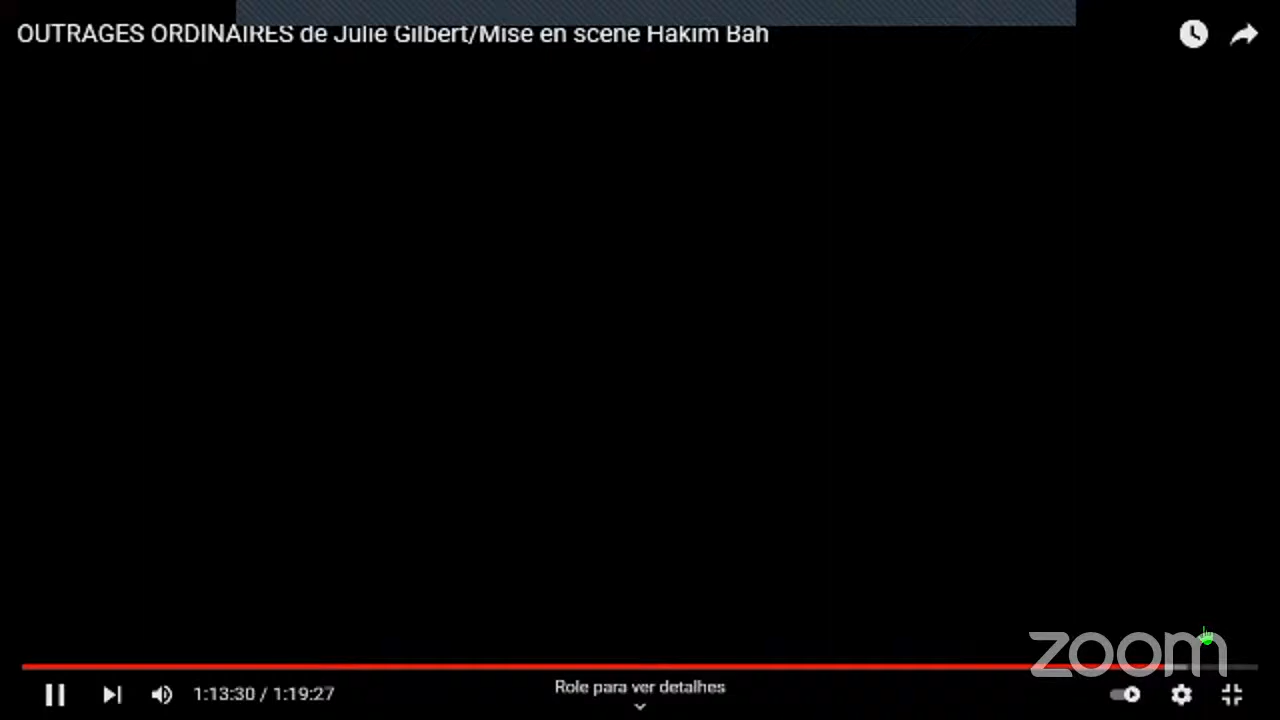 OUTRAGES ORDINAIRES de Julie Gilbert/Mise en scène Hakim Bah
zoom
1:13:30 / 1:19:27
Role para ver detalhes